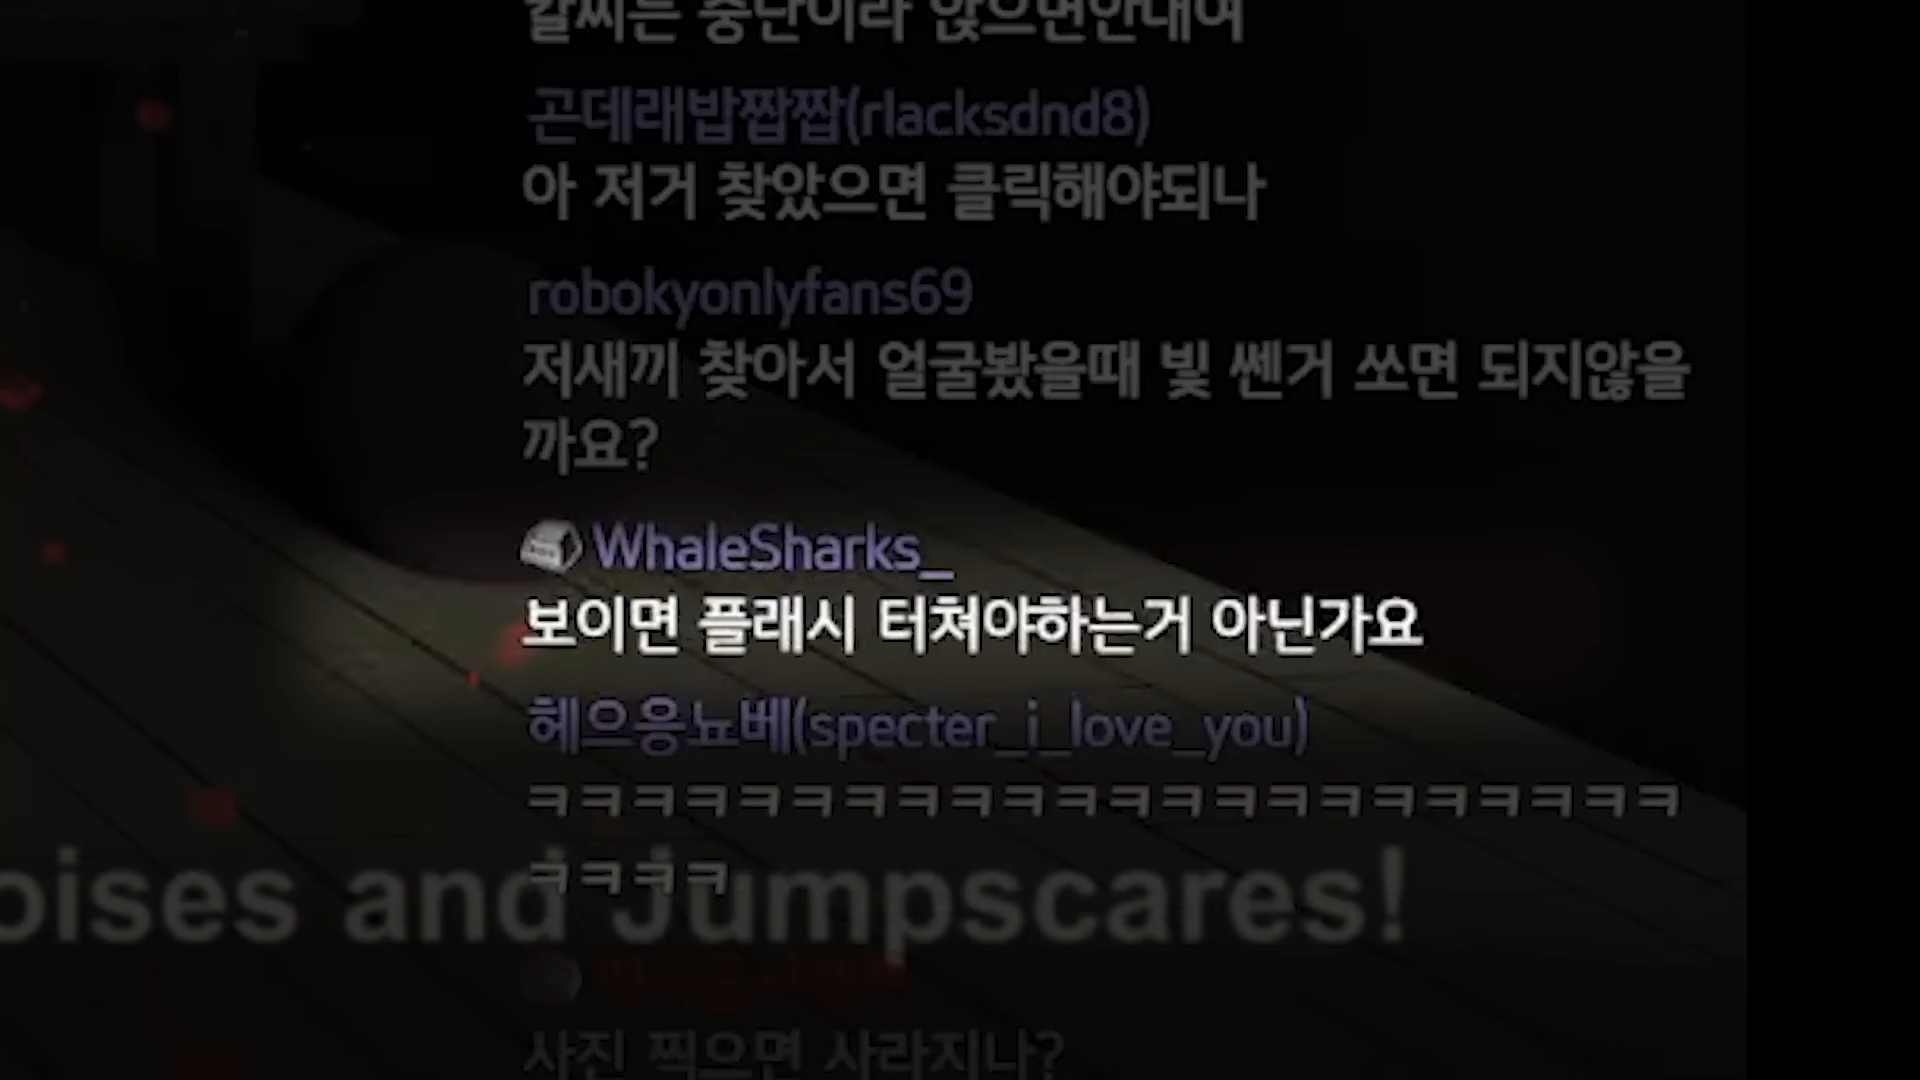 곤데래밥짭짭(rlacksdnd8)
아 저거 찾았으면 클릭해야되나
robokyonlyfans69
저새끼 찾아서 얼굴봤을때 빛 쎈거 쏘면 되지않을
까요?
WhaleSharks_
보이면 플래시 터쳐야하는거 아닌가요
헤으응뇨베(specter_i_love_you)
ㅋㅋㅋㅋㅋㅋㅋㅋㅋㅋㅋㅋㅋㅋㅋㅋㅋㅋㅋㅋㅋㅋ
ㅋㅋㅋㅋ
oises and Jumpscares!
사진 찍으면 사라지나?